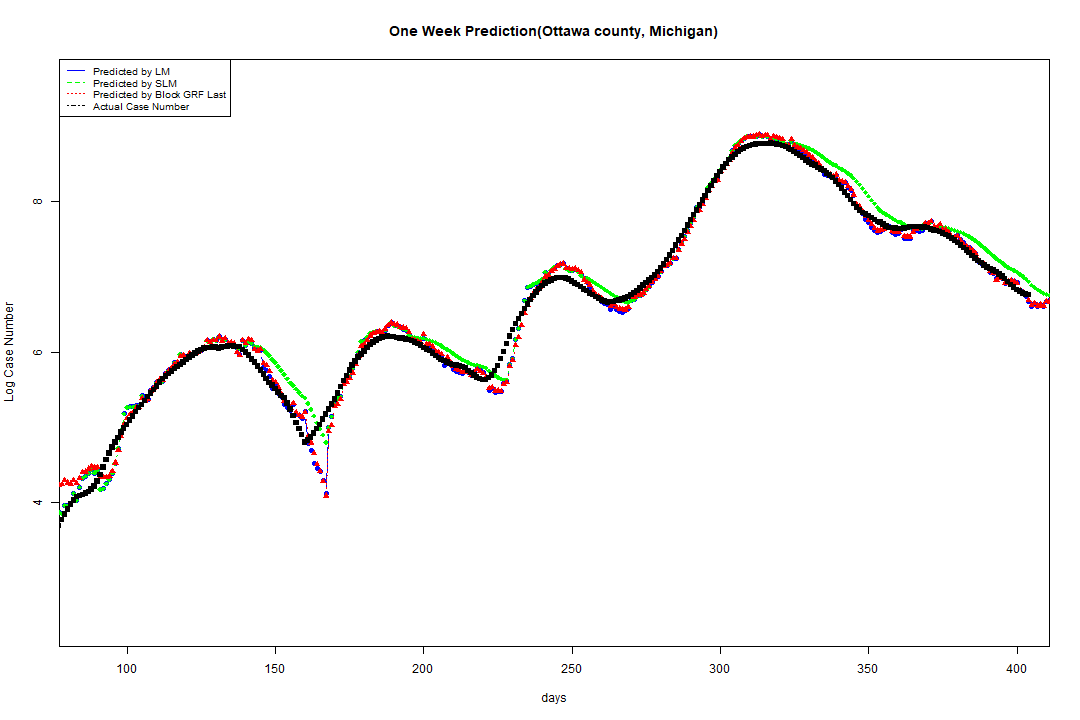 One Week Prediction(Ottawa county, Michigan)
Predicted by LM
Predicted by SLM
Predicted by Block GRF Last
Actual Case Number
8
6
4
Log Case Number
100 150 200 250 300 350 400
days